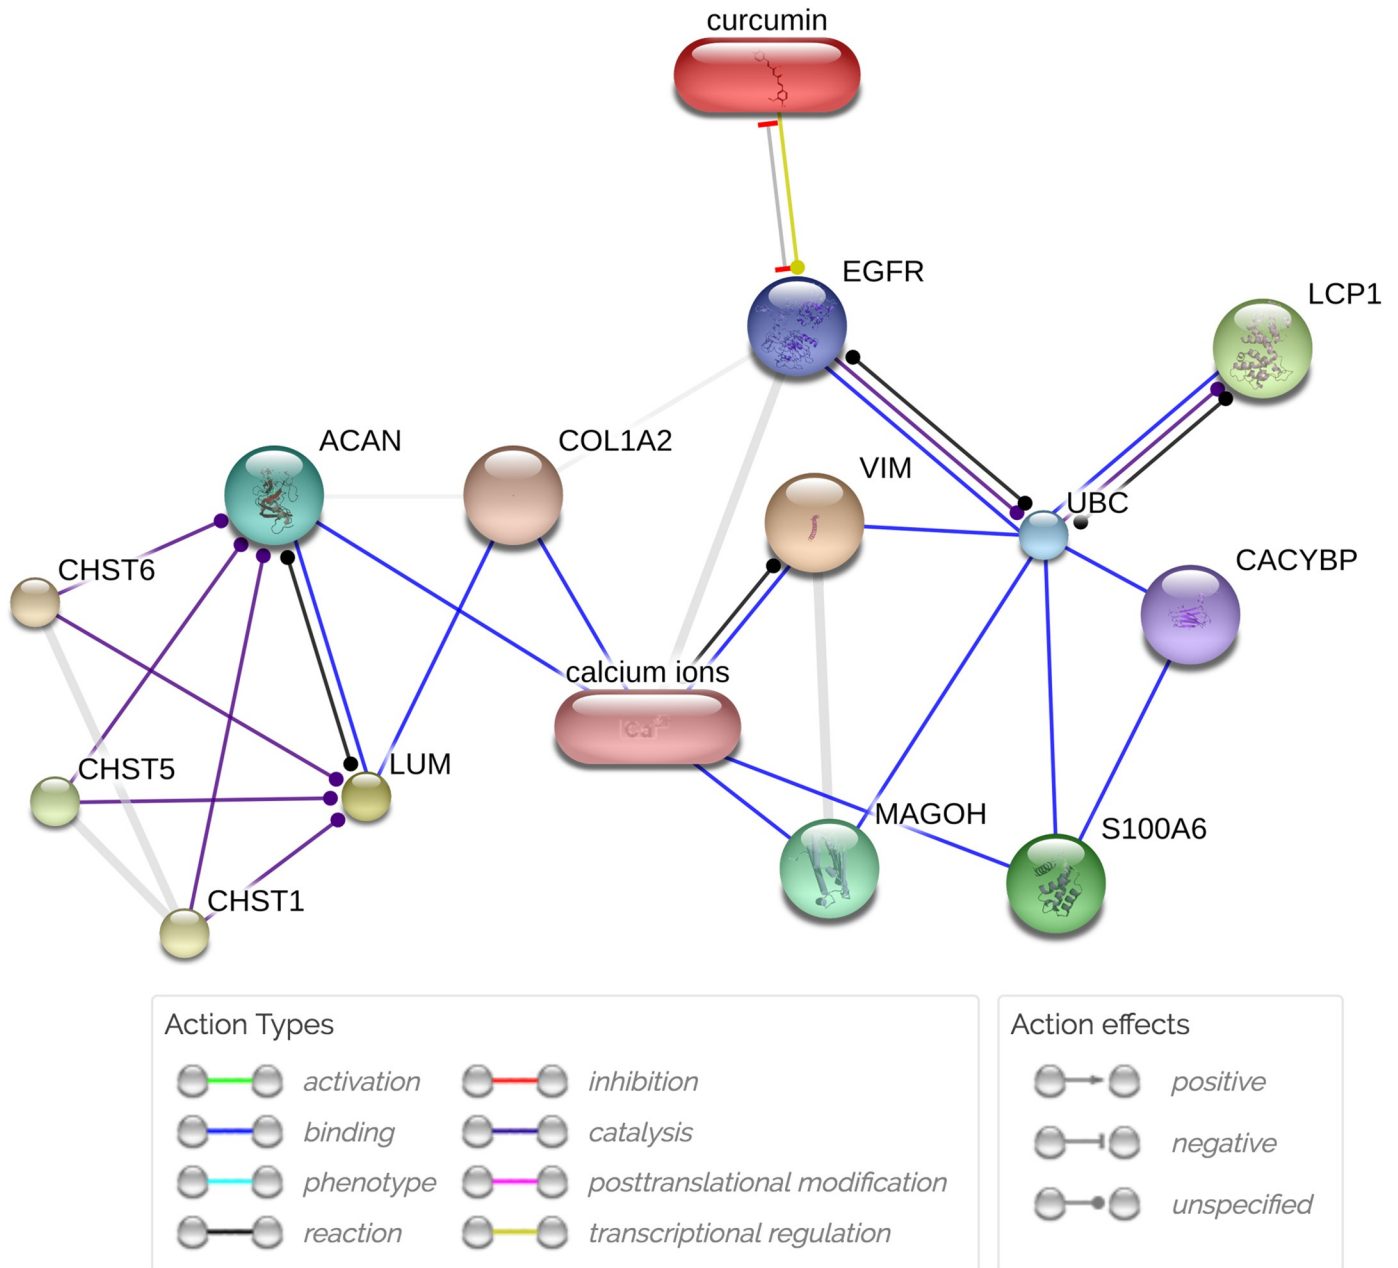 curcumin
EGFR
LCP1
ACAN
COL1A2
VIM
UBC
CACYBP
CHST6
calcium ions
Ca
CHST5
LUM
MAGOH
S100A6
CHST1
Action Types
activation
inhibition
binding
catalysis
phenotype
posttranslational modification
reaction
transcriptional regulation
Action effects
positive
negative
unspecified